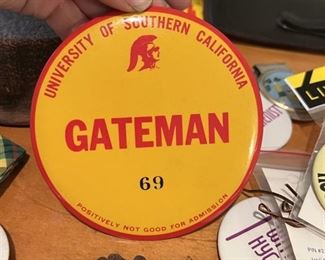 UNIVERSITY OF SOUTHERN CALIFORNIA
GATEMAN
69
POSITIVELY NOT GOOD FOR ADMISSION